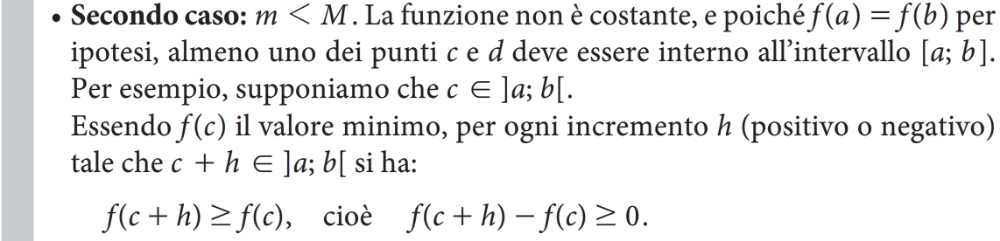 • Secondo caso: m < M. La funzione non è costante, e poiché f(a) = f(b) per
ipotesi, almeno uno dei punti c e d deve essere interno all'intervallo [a; b].
Per esempio, supponiamo che c ∈ ]a; b[.
Essendo f(c) il valore minimo, per ogni incremento h (positivo o negativo)
tale che c + h ∈ ]a; b[ si ha:
f(c + h) ≥ f(c), cioè f(c + h) − f(c) ≥ 0.